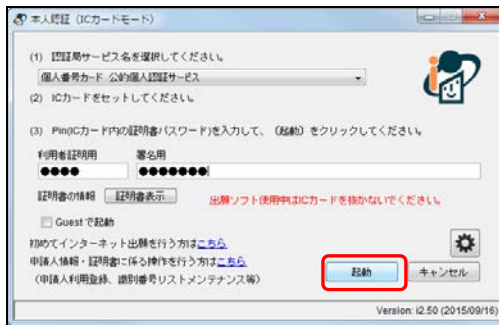 本人認証（ICカードモード）
(1) 認証局サービス名を選択してください。
個人番号カード 公的個人認証サービス
(2) ICカードをセットしてください。
(3) Pin(ICカード内の証明書パスワード)を入力して、〔起動〕をクリックしてください。
利用者証明用 署名用
●●●● ●●●●●●●
証明書の情報 証明書表示 出願ソフト使用中はICカードを抜かないでください。
Guestで起動
初めてインターネット出願を行う方はこちら
申請人情報・証明書に係る操作を行う方はこちら
（申請人利用登録、識別番号リストメンテナンス等）
起動 キャンセル
Version: i2.50 (2015/09/16)